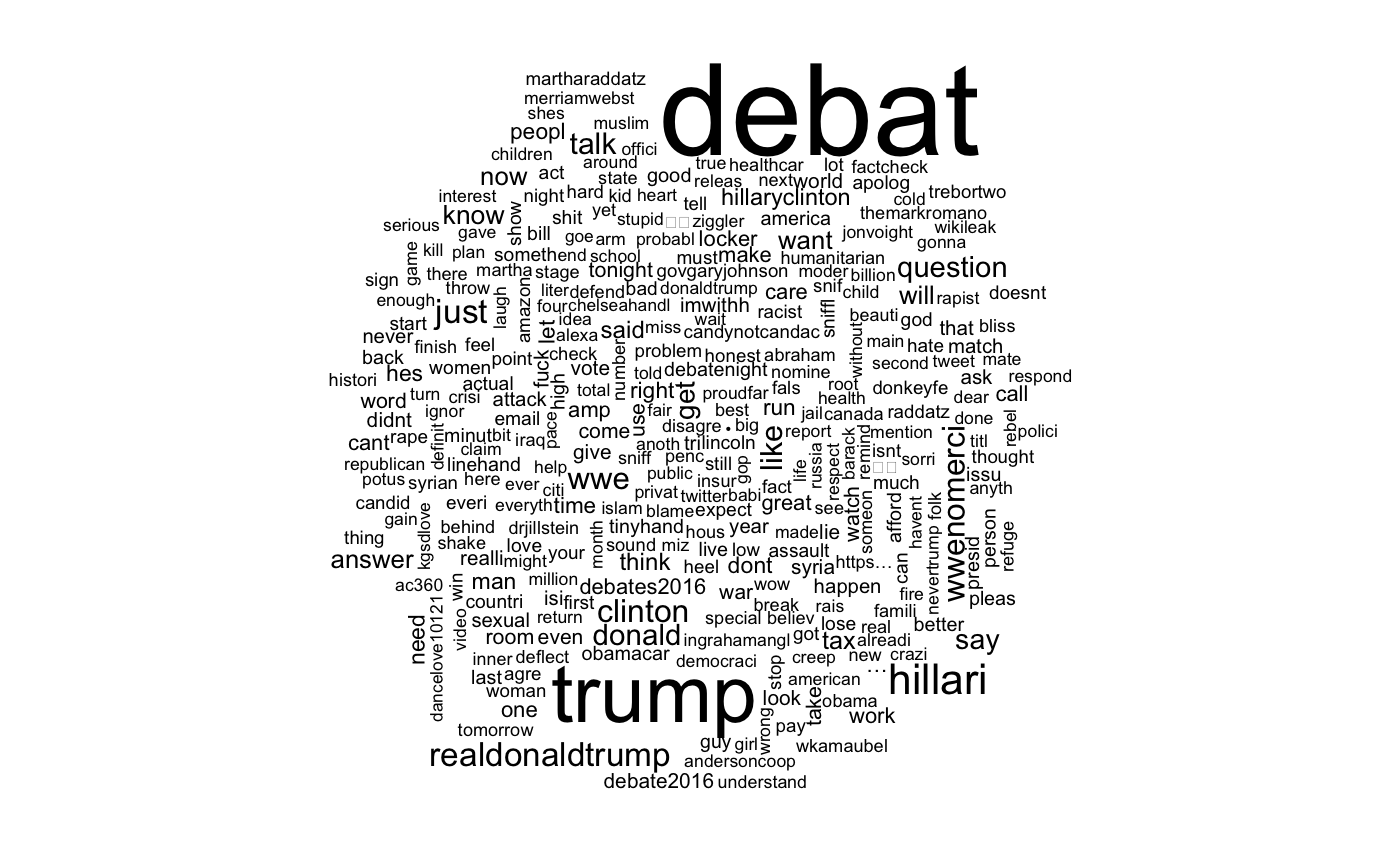 debat
martharaddatz
merriamwebst
shes
muslim
peopl
talk
offici
children
around
true
healthcar
lot
factcheck
now
act
state
good
releas
next
world
apolog
interest
night
hard
kid
heart
tell
hillaryclinton
cold
trebortwo
serious
know
gave
show
bill
shit
yet
stupid
ziggler
america
themarkromano
wikileak
goe
arm
probabl
locker
want
jonvoight
gonna
game
kill
plan
somethend
school
must
make
humanitarian
question
sign
there
throw
martha
stage
tonight
govgaryjohnson
moder
billion
enough
laugh
amazon
liter
defend
bad
donaldtrump
care
snif
child
will
rapist
doesnt
start
just
four
chelseahandl
imwithh
racist
sniffl
beauti
god
that
bliss
never
let
idea
alexa
said
miss
wait
candynotcandac
without
main
hate
match
back
finish
feel
point
check
number
problem
honest
abraham
second
tweet
mate
histori
hes
women
fuck
vote
told
debatenight
nomine
ask
respond
actual
high
total
right
get
proudfar
fals
root
health
donkeyfe
dear
call
word
turn
crisi
attack
amp
use
fair
best
run
jail
canada
raddatz
done
rebel
didnt
ignor
email
pace
come
disagre
.
big
like
report
barack
remind
mention
wwenomerci
titl
polici
cant
rape
definit
minut
bit
iraq
claim
anoth
trilincoln
life
russia
respect
isnt
sorri
thought
republican
linehand
help
give
sniff
penc
still
gop
issu
potus
syrian
here
ever
citi
wwe
public
insur
fact
much
anyth
candid
everi
everyth
time
privat
twitter
babi
islam
blame
expect
great
see
watch
someon
afford
havent
folk
gain
kgsdlove
behind
drjillstein
tinyhand
hous
year
made
lie
person
refuge
thing
shake
love
month
sound
miz
live
low
assault
answer
realli
might
your
think
heel
dont
syria
https…
can
nevertrump
presid
ac360
win
man
million
debates2016
war
wow
happen
fire
pleas
countri
isi
first
clinton
break
rais
famili
need
dancelove10121
video
sexual
return
special
believ
lose
real
better
room
even
donald
ingrahamangl
got
tax
alreadi
say
inner
deflect
obamacar
democraci
stop
creep
new
crazi
…
last
agre
trump
american
hillari
woman
look
take
obama
one
wrong
pay
work
tomorrow
guy
girl
wkamaubel
realdonaldtrump
andersoncoop
debate2016
understand